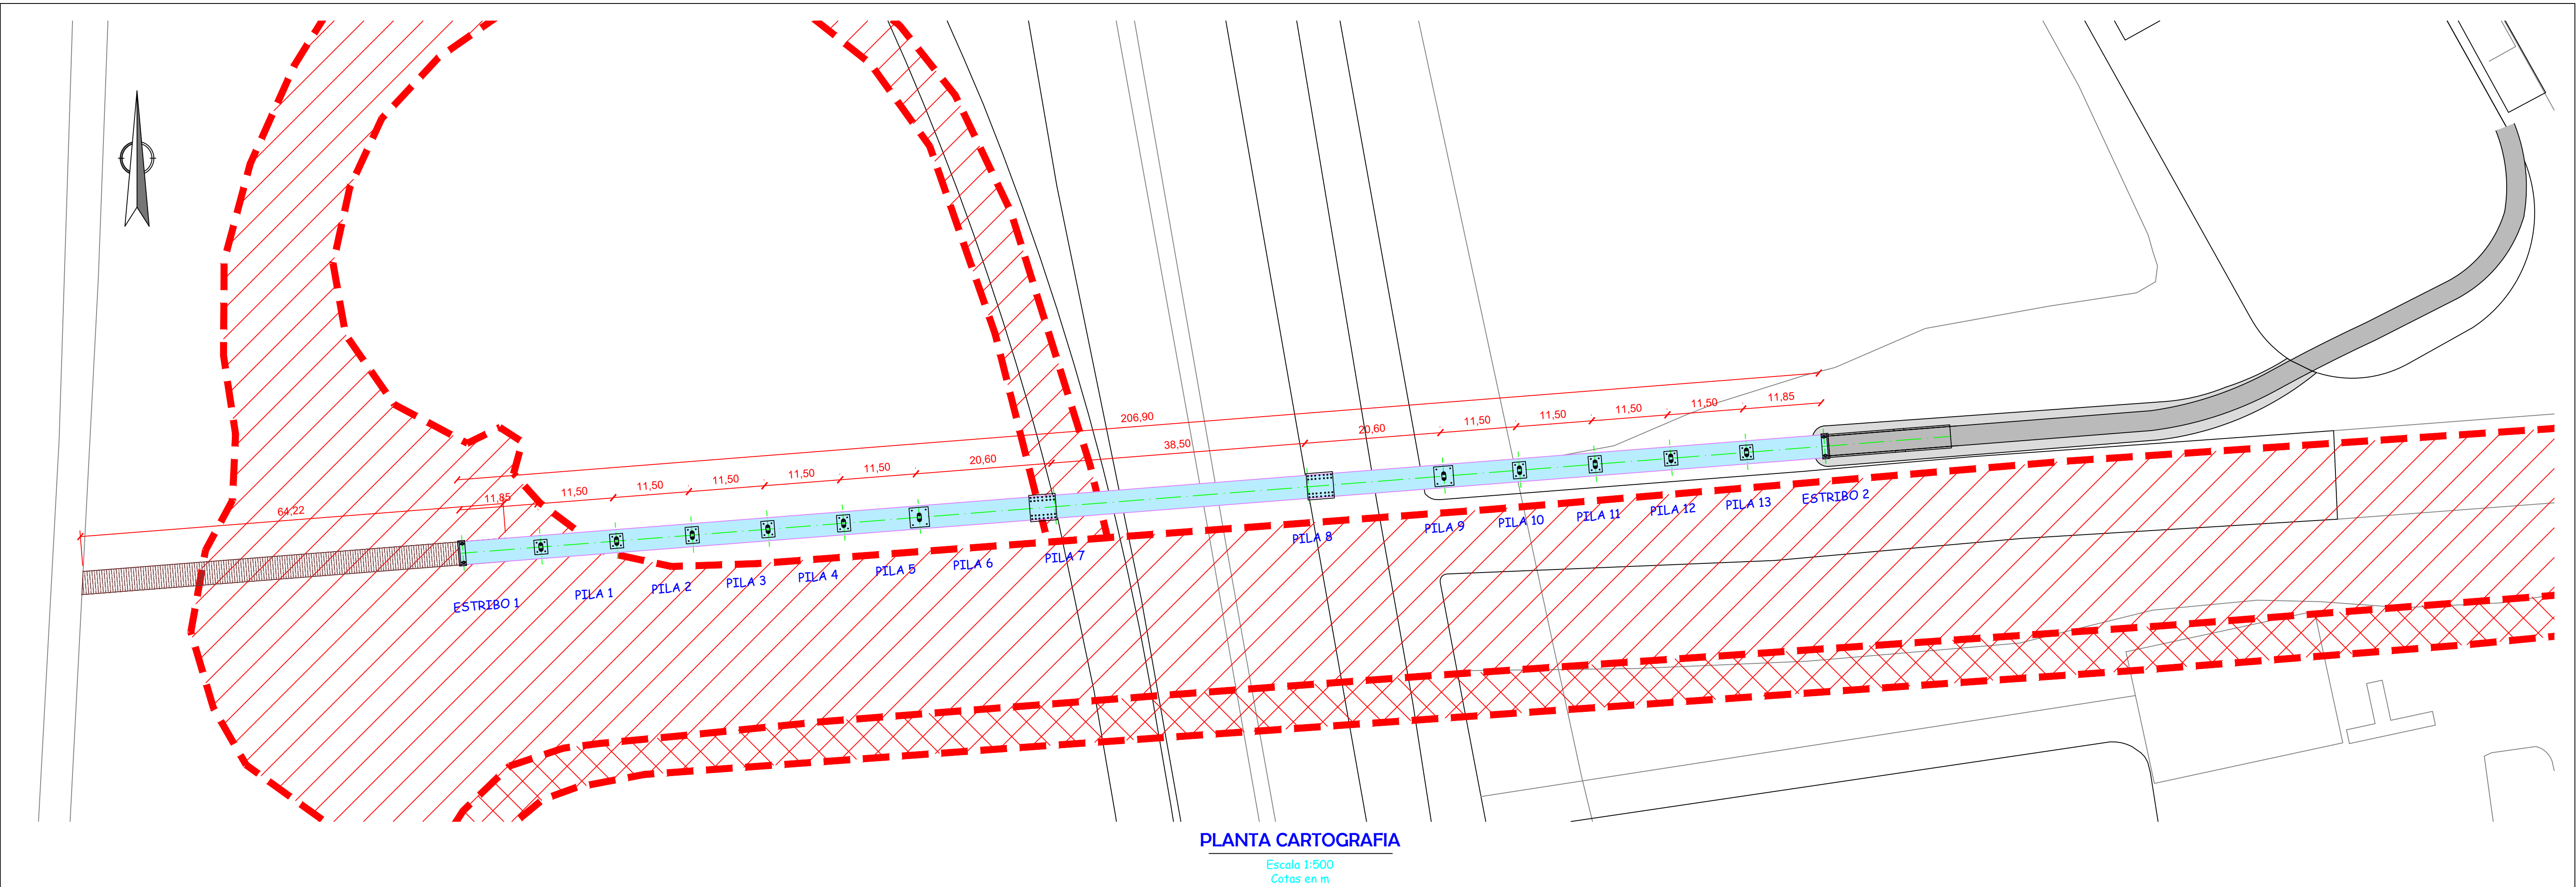 206,90
11,50
11,50
11,50
11,50
11,85
38,50
20,60
64,22
11,85
11,50
11,50
11,50
11,50
11,50
20,60
ESTRIBO 1
PILA 1
PILA 2
PILA 3
PILA 4
PILA 5
PILA 6
PILA 7
PILA 8
PILA 9
PILA 10
PILA 11
PILA 12
PILA 13
ESTRIBO 2
PLANTA CARTOGRAFIA
Escala 1:500
Cotas en m